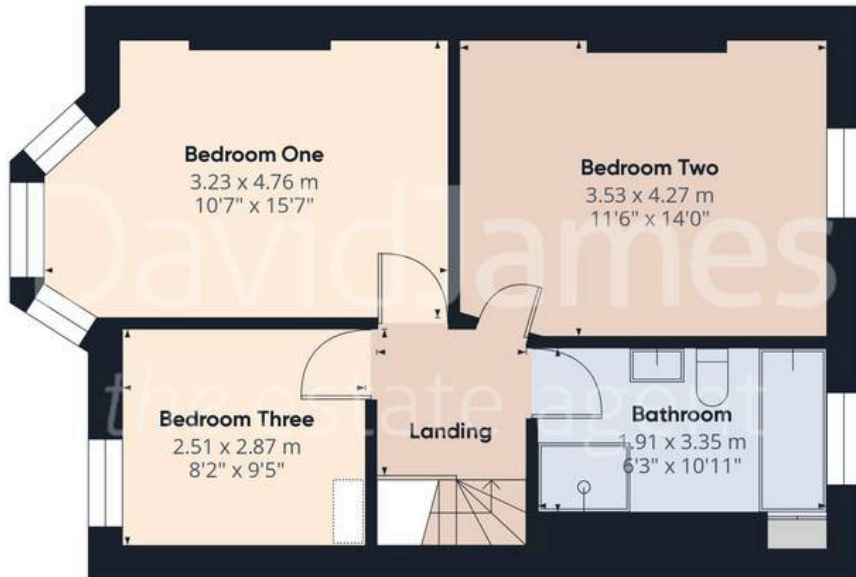 Bedroom One
3.23 x 4.76 m
10'7" x 15'7"
Bedroom Two
3.53 x 4.27 m
11'6" x 14'0"
DavidJames
the estate agent
Bedroom Three
2.51 x 2.87 m
8'2" x 9'5"
Landing
Bathroom
1.91 x 3.35 m
6'3" x 10'11"